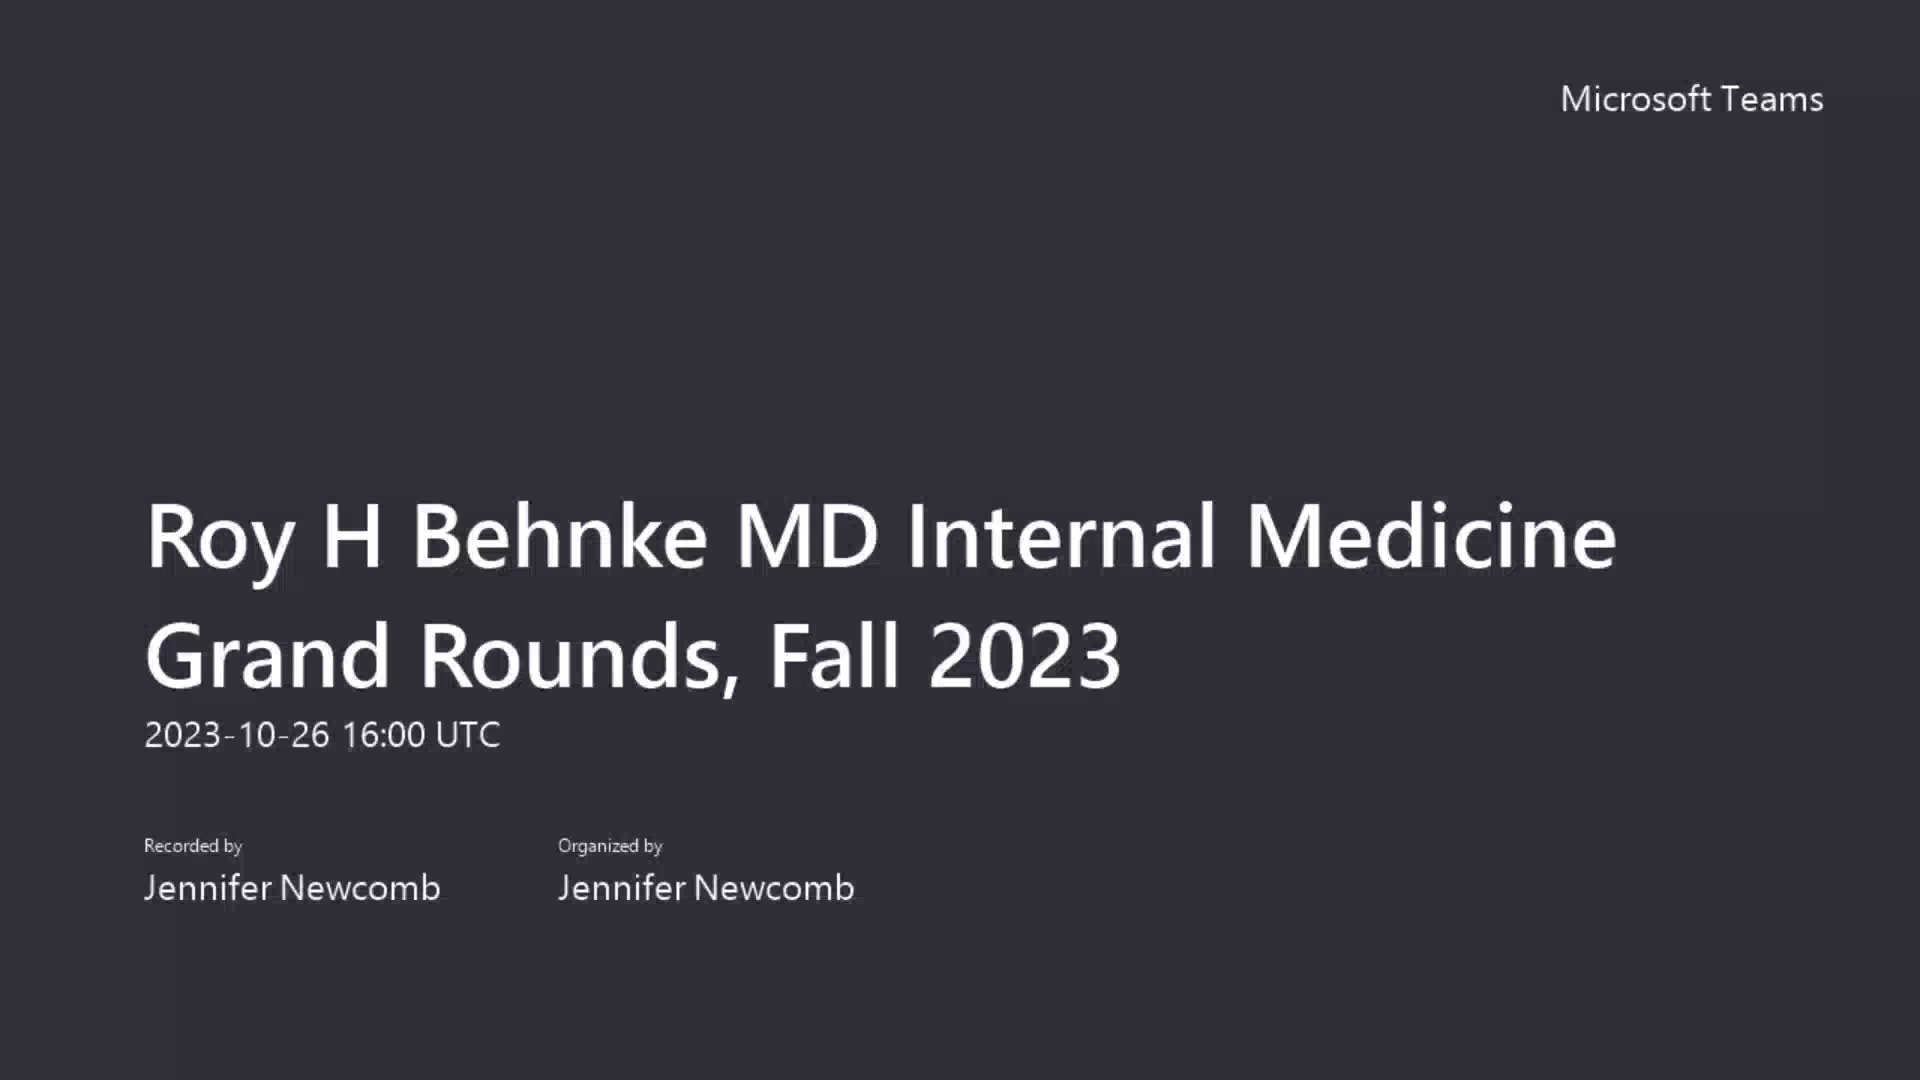 Microsoft Teams
Roy H Behnke MD Internal Medicine
Grand Rounds, Fall 2023
2023-10-26 16:00 UTC
Recorded by
Jennifer Newcomb
Organized by
Jennifer Newcomb